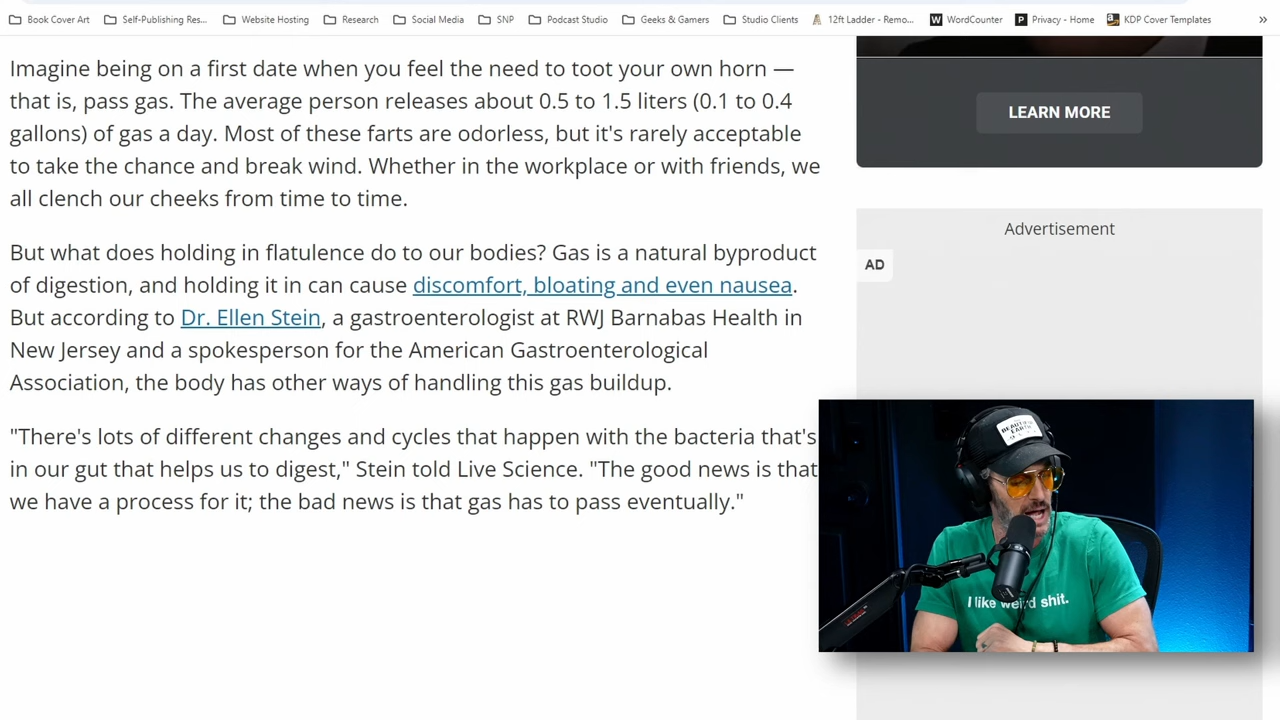 Book Cover Art
Self-Publishing Res...
Website Hosting
Research
Social Media
SNP
Podcast Studio
Geeks & Gamers
Studio Clients
12ft Ladder - Remo...
W WordCounter
P Privacy - Home
KDP Cover Templates
»
Imagine being on a first date when you feel the need to toot your own horn —
that is, pass gas. The average person releases about 0.5 to 1.5 liters (0.1 to 0.4
gallons) of gas a day. Most of these farts are odorless, but it's rarely acceptable
to take the chance and break wind. Whether in the workplace or with friends, we
all clench our cheeks from time to time.
But what does holding in flatulence do to our bodies? Gas is a natural byproduct
of digestion, and holding it in can cause discomfort, bloating and even nausea.
But according to Dr. Ellen Stein, a gastroenterologist at RWJ Barnabas Health in
New Jersey and a spokesperson for the American Gastroenterological
Association, the body has other ways of handling this gas buildup.
"There's lots of different changes and cycles that happen with the bacteria that's
in our gut that helps us to digest," Stein told Live Science. "The good news is that
we have a process for it; the bad news is that gas has to pass eventually."
LEARN MORE
Advertisement
AD
I like weird shit.